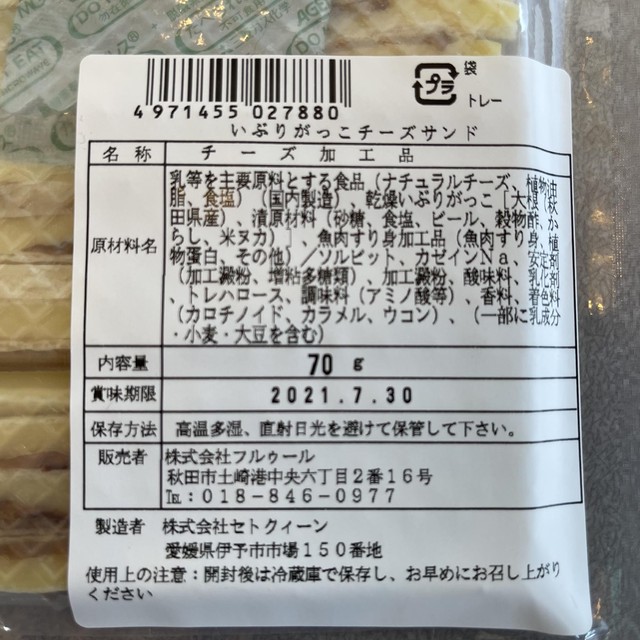 EAT
DO NO
4 971455 027880
プラ
袋
トレー
いぶりがっこチーズサンド
名 称 チーズ加工品
原材料名
乳等を主要原料とする食品（ナチュラルチーズ、植物油
脂、食塩）（国内製造）、乾燥いぶりがっこ［大根（秋
田県産）、漬原材料（砂糖、食塩、ビール、穀物酢、か
らし、米ヌカ）］、魚肉すり身加工品（魚肉すり身、植
物蛋白、その他）／ソルビット、カゼインNa、安定剤
（加工澱粉、増粘多糖類）、加工澱粉、酸味料、乳化剤
、トレハロース、調味料（アミノ酸等）、香料、着色料
（カロチノイド、カラメル、ウコン）、（一部に乳成分
・小麦・大豆を含む）
内容量 70 g
賞味期限 2021.7.30
保存方法 高温多湿、直射日光を避けて保管して下さい。
販売者 株式会社フルゥール
秋田市土崎港中央六丁目2番16号
℡:018-846-0977
製造者 株式会社セトクィーン
愛媛県伊予市市場150番地
使用上の注意：開封後は冷蔵庫で保存し、お早めにお召し上がり
ください